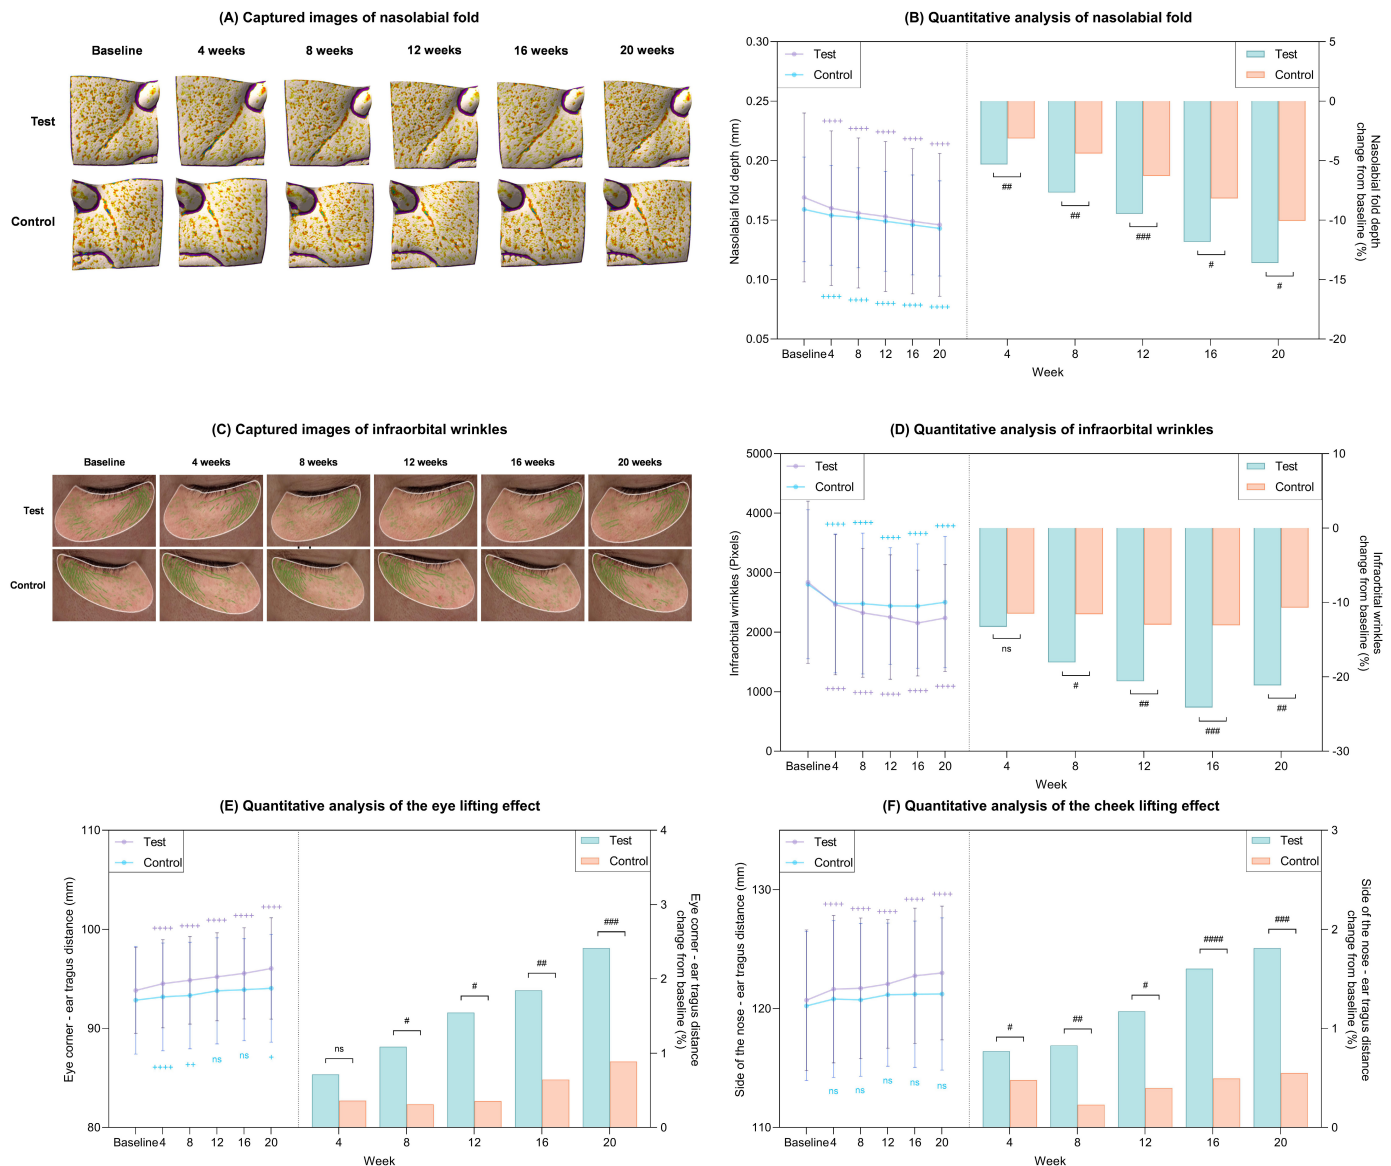 (A) Captured images of nasolabial fold
Baseline 4 weeks 8 weeks 12 weeks 16 weeks 20 weeks
Test
Control
(B) Quantitative analysis of nasolabial fold
Nasolabial fold depth (mm)
0.30
0.25
0.20
0.15
0.10
0.05
Test
Control
++++ ++++ ++++ ++++ ++++
++++ ++++ ++++ ++++ ++++
Test
Control
## ## ### # #
5
0
-5
-10
-15
-20
Nasolabial fold depth
change from baseline (%)
Baseline 4 8 12 16 20 4 8 12 16 20
Week
(C) Captured images of infraorbital wrinkles
Baseline 4 weeks 8 weeks 12 weeks 16 weeks 20 weeks
Test
Control
(D) Quantitative analysis of infraorbital wrinkles
Infraorbital wrinkles (Pixels)
5000
4000
3000
2000
1000
0
Test
Control
++++ ++++ ++++ ++++ ++++
++++ ++++ ++++ ++++ ++++
Test
Control
ns # ## ### ##
10
0
-10
-20
-30
Infraorbital wrinkles
change from baseline (%)
Baseline 4 8 12 16 20 4 8 12 16 20
Week
(E) Quantitative analysis of the eye lifting effect
Eye corner - ear tragus distance (mm)
110
100
90
80
Test
Control
++++ ++++ ++++ ++++ ++++
++++ ++ ns ns +
Test
Control
ns # # ## ###
4
3
2
1
0
Eye corner - ear tragus distance
change from baseline (%)
Baseline 4 8 12 16 20 4 8 12 16 20
Week
(F) Quantitative analysis of the cheek lifting effect
Side of the nose - ear tragus distance (mm)
130
120
110
Test
Control
++++ ++++ ++++ ++++ ++++
ns ns ns ns ns
Test
Control
# ## # #### ###
3
2
1
0
Side of the nose - ear tragus distance
change from baseline (%)
Baseline 4 8 12 16 20 4 8 12 16 20
Week